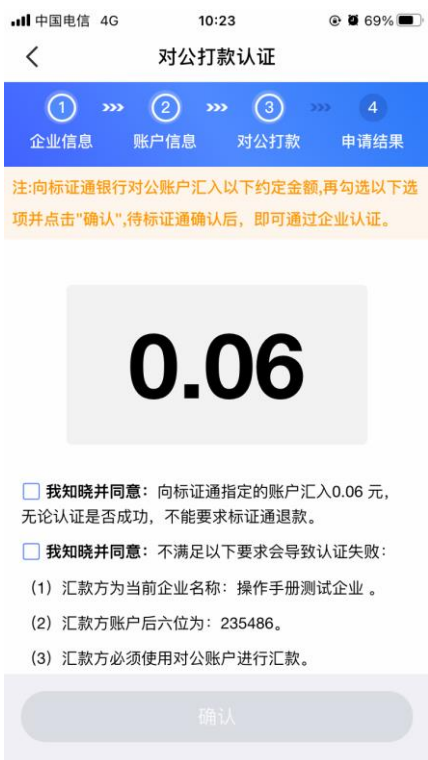 中国电信 4G 10:23 69%
对公打款认证
1 >>> 2 >>> 3 >>> 4
企业信息 账户信息 对公打款 申请结果
注:向标证通银行对公账户汇入以下约定金额,再勾选以下选
项并点击"确认",待标证通确认后，即可通过企业认证。
0.06
我知晓并同意：向标证通指定的账户汇入0.06 元，
无论认证是否成功，不能要求标证通退款。
我知晓并同意：不满足以下要求会导致认证失败：
（1）汇款方为当前企业名称：操作手册测试企业 。
（2）汇款方账户后六位为：235486。
（3）汇款方必须使用对公账户进行汇款。
确认